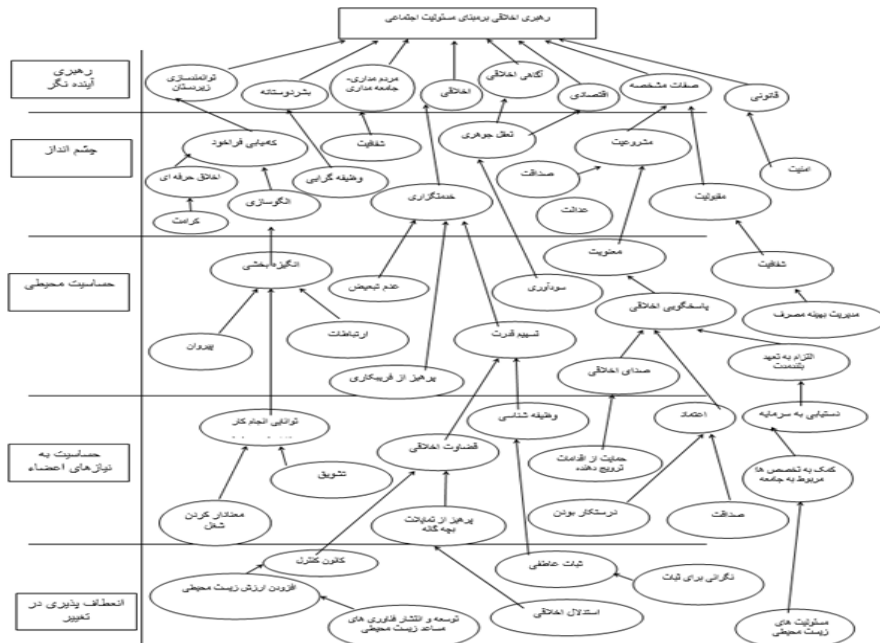 رهبری اخلاقی برمبنای مسئولیت اجتماعی
رهبری
آینده نگر
توانمندسازی
زیردستان
بشردوستانه
مردم مداری-
جامعه مداری
اخلاقی
آگاهی اخلاقی
اقتصادی
صفات مشخصه
قانونی
چشم انداز
کمیابی فراخود
شفافیت
تعقل جوهری
مشروعیت
امنیت
اخلاق حرفه ای
وظیفه گرایی
صداقت
کرامت
الگوسازی
خدمتگزاری
عدالت
مقبولیت
حساسیت محیطی
انگیزه بخشی
عدم تبعیض
سودآوری
معنویت
شفافیت
پاسخگویی اخلاقی
مدیریت بهینه مصرف
پیروان
ارتباطات
تسهیم قدرت
پرهیز از فریبکاری
صدای اخلاقی
التزام به تعهد
بلندمدت
حساسیت به
نیازهای اعضاء
توانایی انجام کار
وظیفه شناسی
اعتماد
دستیابی به سرمایه
قضاوت اخلاقی
تشویق
حمایت از اقدامات
ترویج دهنده
کمک به تخصص ها
مربوط به جامعه
معنادار کردن
شغل
پرهیز از تمایلات
بچه گانه
درستکار بودن
صداقت
انعطاف پذیری در
تغییر
کانون کنترل
ثبات عاطفی
نگرانی برای ثبات
افزودن ارزش زیست محیطی
توسعه و انتشار فناوری های
مساعد زیست محیطی
استدلال اخلاقی
مسئولیت های
زیست محیطی